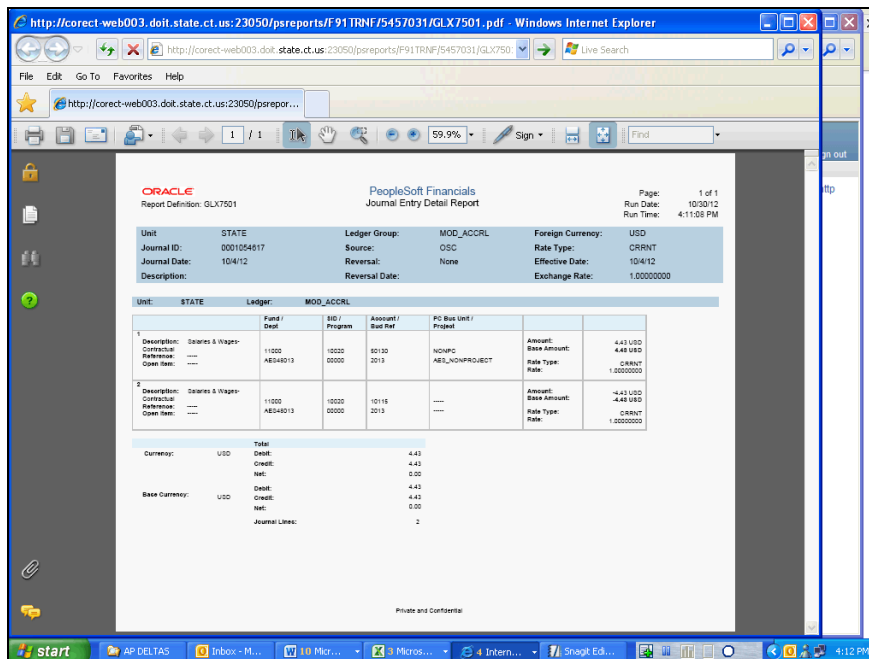 http://corect-web003.doit.state.ct.us:23050/psreports/F91TRNF/5457031/GLX7501.pdf - Windows Internet Explorer
http://corect-web003.doit.state.ct.us:23050/psreports/F91TRNF/5457031/GLX750:
Live Search
File Edit Go To Favorites Help
http://corect-web003.doit.state.ct.us:23050/psrepor...
1 / 1 59.9% Sign Find
gn out
ttp
ORACLE
PeopleSoft Financials
Page: 1 of 1
Report Definition: GLX7501
Journal Entry Detail Report
Run Date: 10/30/12
Run Time: 4:11:08 PM
Unit STATE Ledger Group: MOD_ACCRL Foreign Currency: USD
Journal ID: 0001054617 Source: OSC Rate Type: CRRNT
Journal Date: 10/4/12 Reversal: None Effective Date: 10/4/12
Description: Reversal Date: Exchange Rate: 1.00000000
Unit: STATE Ledger: MOD_ACCRL
Fund / SID / Account / PC Bus Unit /
Dept Program Bud Ref Project
1
Description: Salaries & Wages- Amount: 4.43 USD
Contractual 11000 10020 50130 NONPC Base Amount: 4.43 USD
Reference: -----
Open Item: ----- AES48013 00000 2013 AES_NONPROJECT Rate Type: CRRNT
Rate: 1.00000000
2
Description: Salaries & Wages- Amount: -4.43 USD
Contractual 11000 10020 10115 ----- Base Amount: -4.43 USD
Reference: -----
Open Item: ----- AES48013 00000 2013 Rate Type: CRRNT
Rate: 1.00000000
Total
Currency: USD Debit: 4.43
Credit: 4.43
Net: 0.00
Debit: 4.43
Base Currency: USD Credit: 4.43
Net: 0.00
Journal Lines: 2
Private and Confidential
start AP DELTAS Inbox - M... 10 Micr... 3 Micros... 4 Intern... Snagit Edi... 4:12 PM